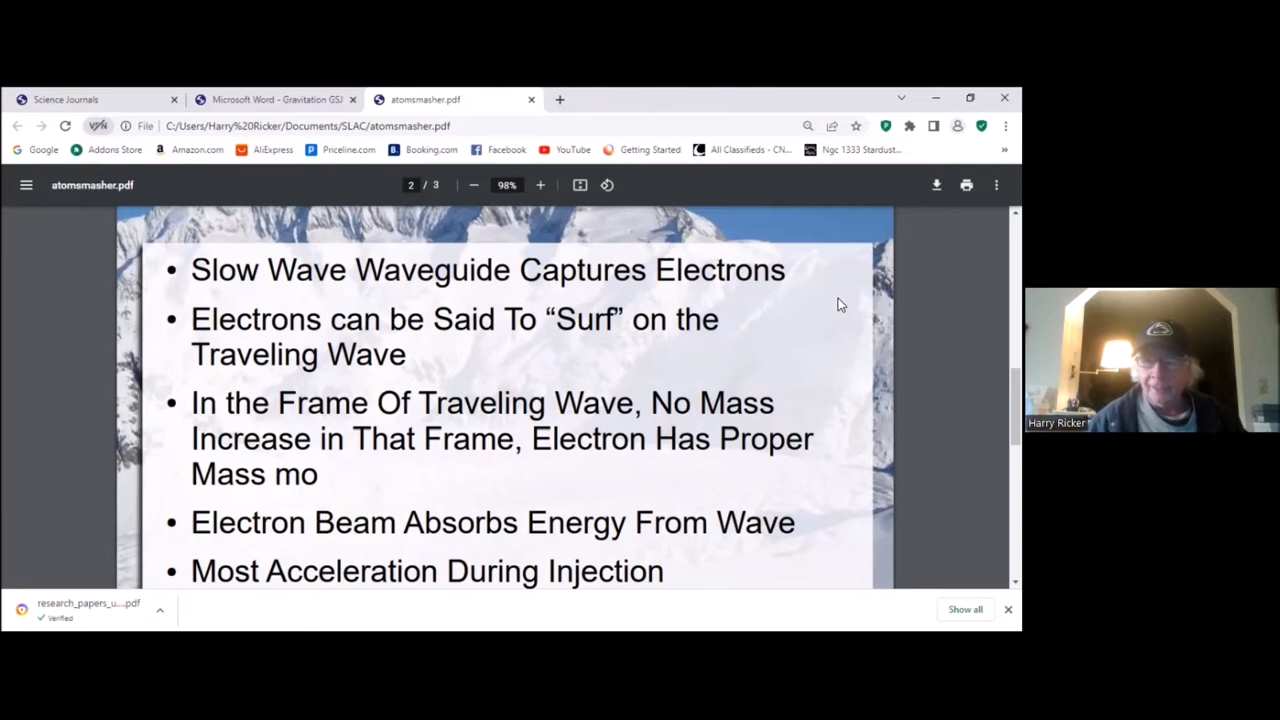 Science Journals
Microsoft Word - Gravitation GSJ
atomsmasher.pdf
VPN
File
C:/Users/Harry%20Ricker/Documents/SLAC/atomsmasher.pdf
Google
Addons Store
Amazon.com
AliExpress
Priceline.com
Booking.com
Facebook
YouTube
Getting Started
All Classifieds - CN...
Ngc 1333 Stardust...
atomsmasher.pdf
2 / 3
98%
• Slow Wave Waveguide Captures Electrons
• Electrons can be Said To “Surf” on the
Traveling Wave
• In the Frame Of Traveling Wave, No Mass
Increase in That Frame, Electron Has Proper
Mass mo
• Electron Beam Absorbs Energy From Wave
• Most Acceleration During Injection
Harry Ricker
research_papers_u....pdf
Verified
Show all